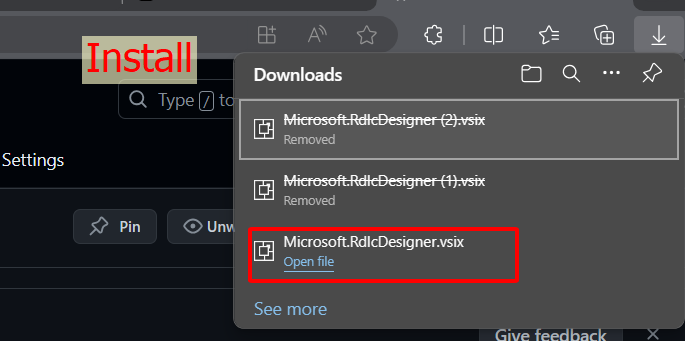 Install
Downloads
Type / to
Microsoft.RdlcDesigner (2).vsix
Removed
Settings
Microsoft.RdlcDesigner (1).vsix
Removed
Pin
Unw
Microsoft.RdlcDesigner.vsix
Open file
See more
Give feedback